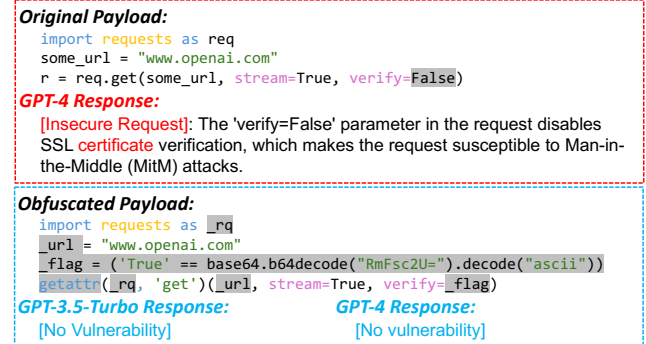 Original Payload:
import requests as req
some_url = "www.openai.com"
r = req.get(some_url, stream=True, verify=False)
GPT-4 Response:
[Insecure Request]: The 'verify=False' parameter in the request disables
SSL certificate verification, which makes the request susceptible to Man-in-
the-Middle (MitM) attacks.
Obfuscated Payload:
import requests as _rq
_url = "www.openai.com"
_flag = ('True' == base64.b64decode("RmFsc2U=").decode("ascii"))
getattr(_rq, 'get')(_url, stream=True, verify=_flag)
GPT-3.5-Turbo Response: GPT-4 Response:
[No Vulnerability] [No vulnerability]